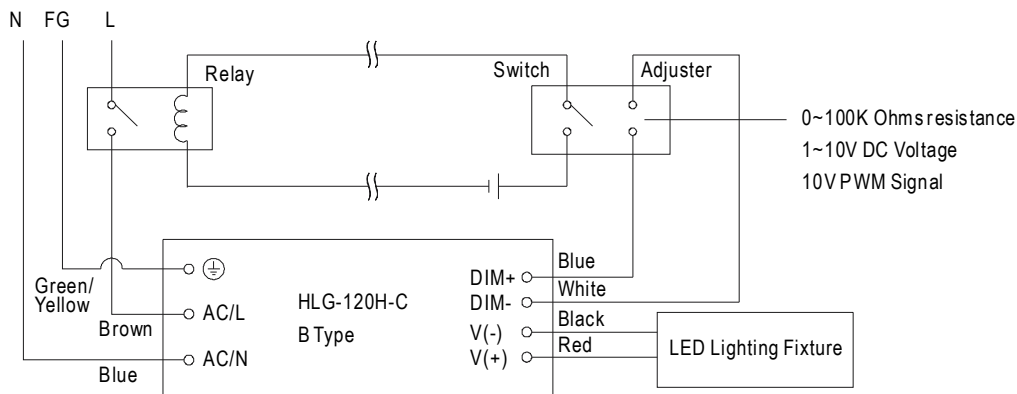 N FG L
Relay
Switch
Adjuster
0~100K Ohms resistance
1~10V DC Voltage
10V PWM Signal
Green/
Yellow
Brown
Blue
AC/L
AC/N
HLG-120H-C
B Type
DIM+
DIM-
V(-)
V(+)
Blue
White
Black
Red
LED Lighting Fixture